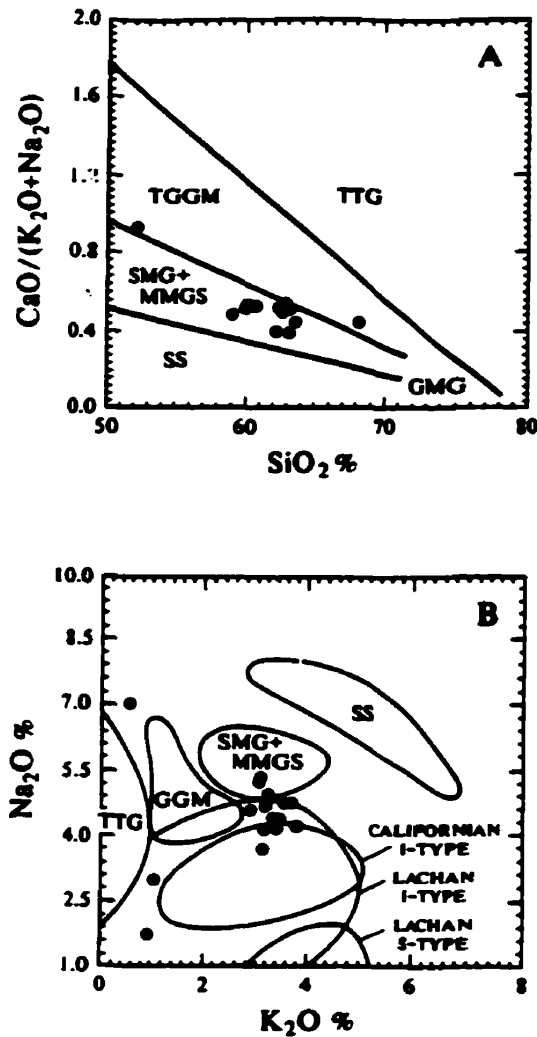 A
CaO/(K₂O+Na₂O)
2.0
1.6
1.2
0.8
0.4
0.0
TGGM
TTG
SMG+
MMGS
SS
GMG
50
60
70
80
SiO₂ %
B
Na₂O %
10.0
8.5
7.0
5.5
4.0
2.5
1.0
SS
SMG+
MMGS
GGM
TTG
CALIFORNIAN
I-TYPE
LACHAN
I-TYPE
LACHAN
S-TYPE
0
2
4
6
8
K₂O %